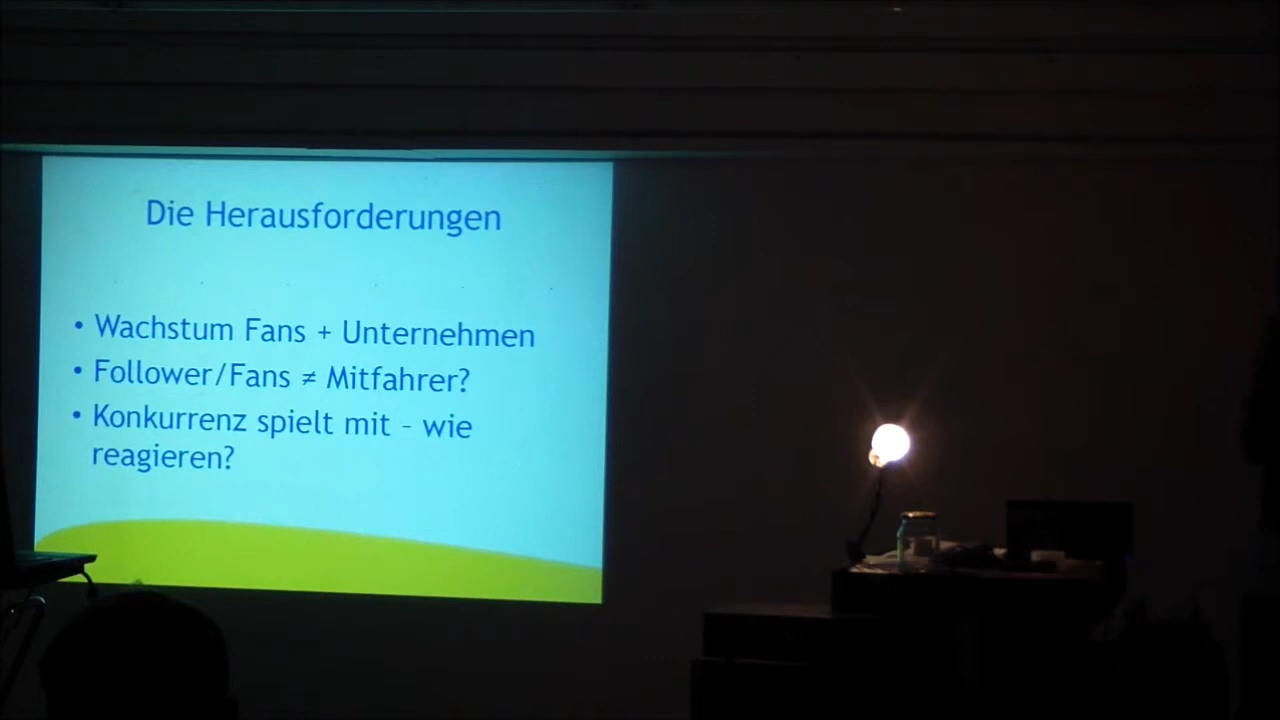 Die Herausforderungen
• Wachstum Fans + Unternehmen
• Follower/Fans ≠ Mitfahrer?
• Konkurrenz spielt mit – wie
reagieren?